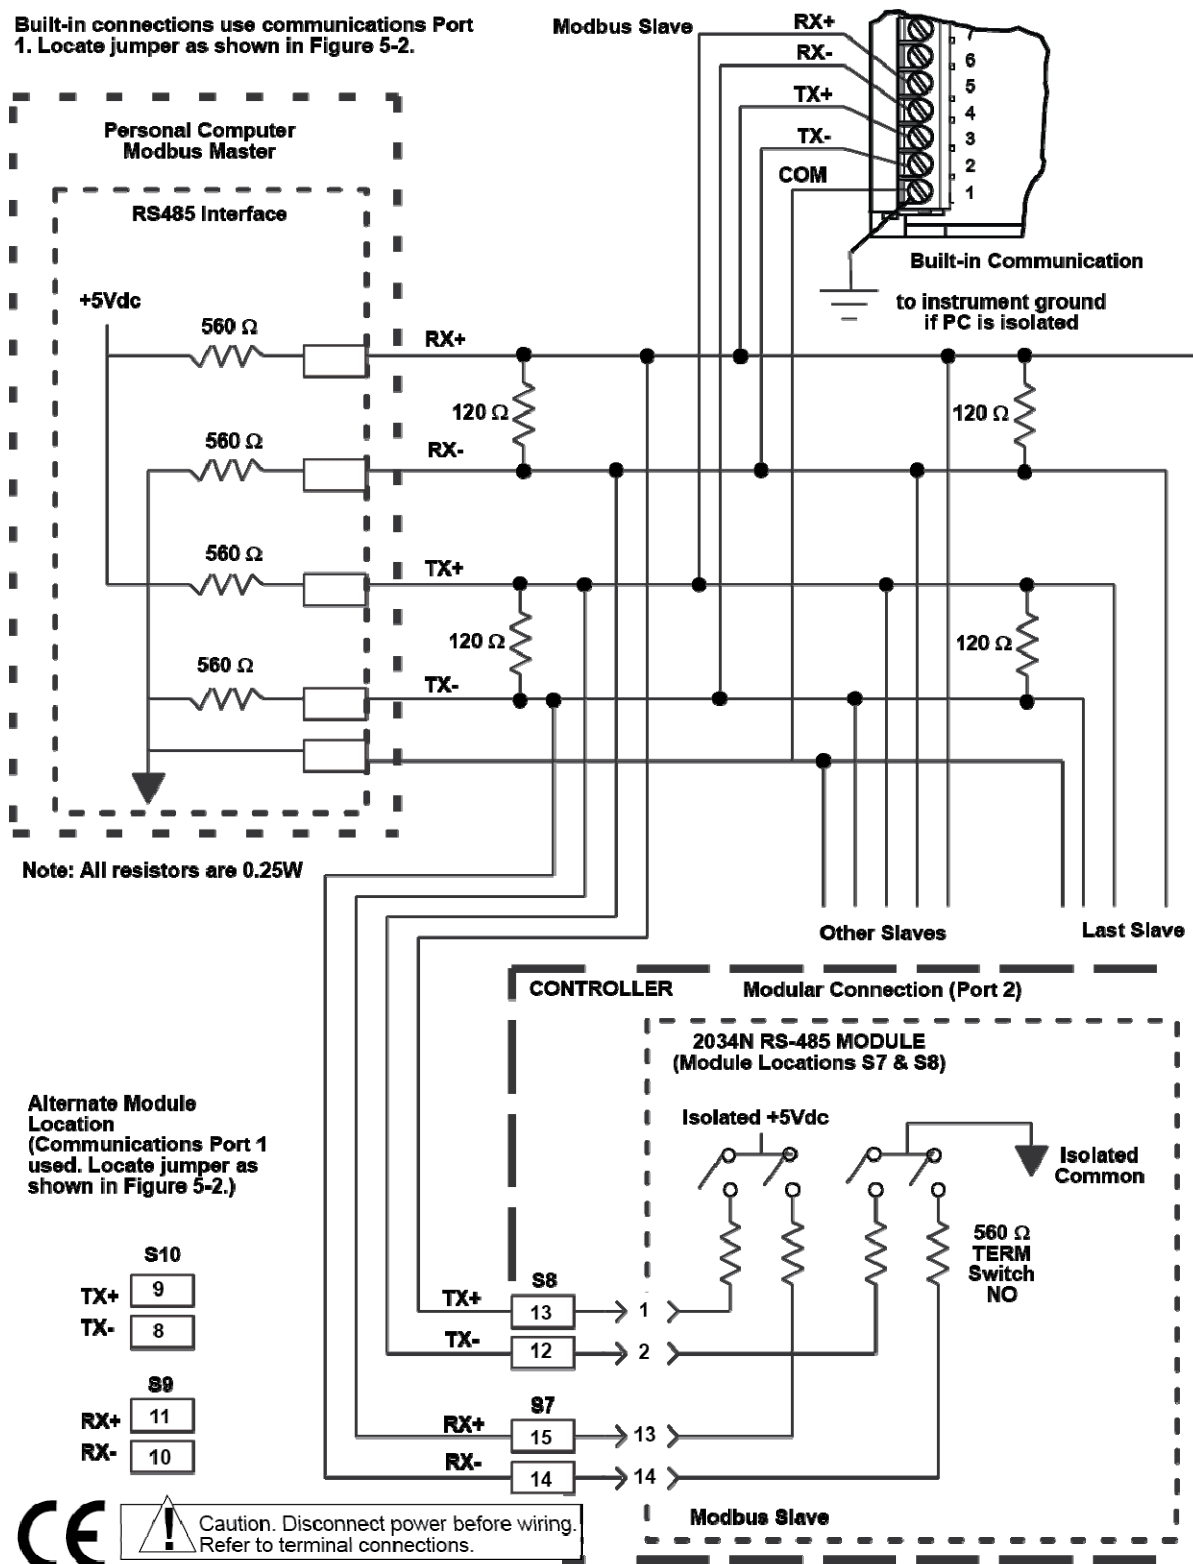 Built-in connections use communications Port
1. Locate jumper as shown in Figure 5-2.
Modbus Slave
RX+
RX-
TX+
TX-
COM
7
6
5
4
3
2
1
Built-in Communication
to instrument ground
if PC is isolated
Personal Computer
Modbus Master
RS485 Interface
+5Vdc
560 Ω
RX+
120 Ω
120 Ω
560 Ω
RX-
560 Ω
TX+
120 Ω
120 Ω
560 Ω
TX-
Note: All resistors are 0.25W
Other Slaves
Last Slave
CONTROLLER
Modular Connection (Port 2)
2034N RS-485 MODULE
(Module Locations S7 & S8)
Isolated +5Vdc
Isolated
Common
560 Ω
TERM
Switch
NO
Alternate Module
Location
(Communications Port 1
used. Locate jumper as
shown in Figure 5-2.)
S10
TX+ 9
TX- 8
S9
RX+ 11
RX- 10
S8
TX+ 13 1
TX- 12 2
S7
RX+ 15 13
RX- 14 14
Modbus Slave
CE
! Caution. Disconnect power before wiring.
Refer to terminal connections.